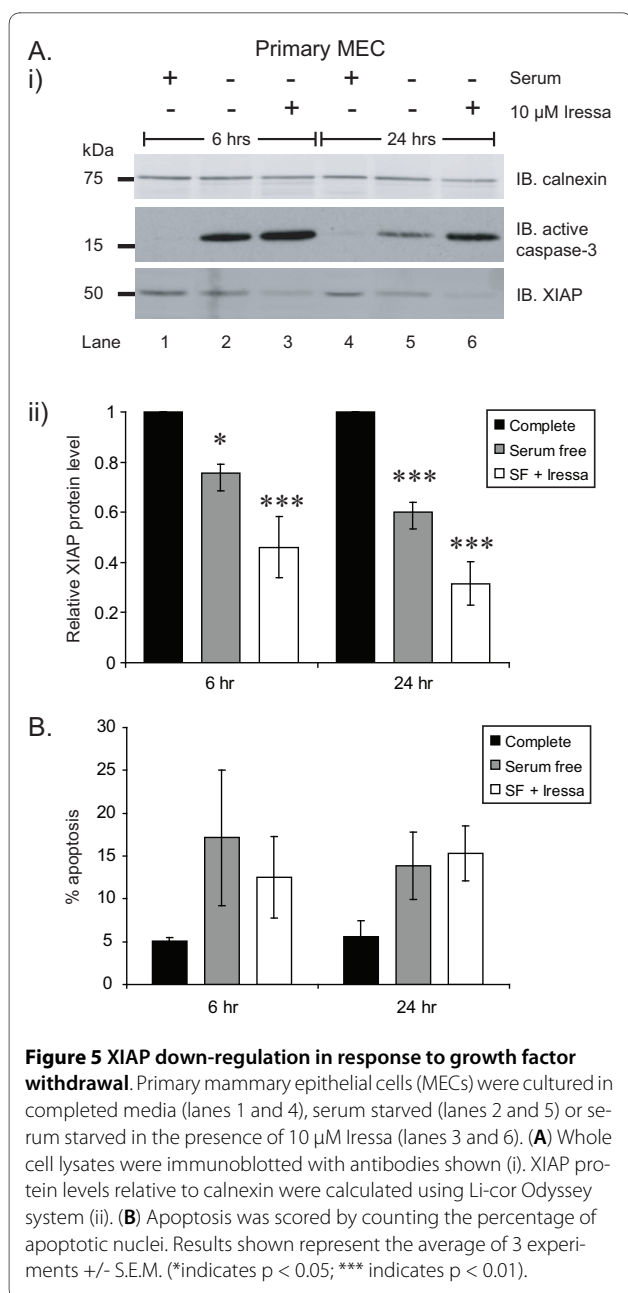 A.
Primary MEC
i)
+ - - + - - Serum
- - + - - + 10 µM Iressa
6 hrs 24 hrs
kDa
75 IB. calnexin
15 IB. active
caspase-3
50 IB. XIAP
Lane 1 2 3 4 5 6
ii)
Relative XIAP protein level
1
0.8
0.6
0.4
0.2
0
* *** *** ***
Complete
Serum free
SF + Iressa
6 hr 24 hr
B.
% apoptosis
30
25
20
15
10
5
0
Complete
Serum free
SF + Iressa
6 hr 24 hr
Figure 5 XIAP down-regulation in response to growth factor
withdrawal. Primary mammary epithelial cells (MECs) were cultured in
completed media (lanes 1 and 4), serum starved (lanes 2 and 5) or se-
rum starved in the presence of 10 µM Iressa (lanes 3 and 6). (A) Whole
cell lysates were immunoblotted with antibodies shown (i). XIAP pro-
tein levels relative to calnexin were calculated using Li-cor Odyssey
system (ii). (B) Apoptosis was scored by counting the percentage of
apoptotic nuclei. Results shown represent the average of 3 experi-
ments +/- S.E.M. (*indicates p < 0.05; *** indicates p < 0.01).